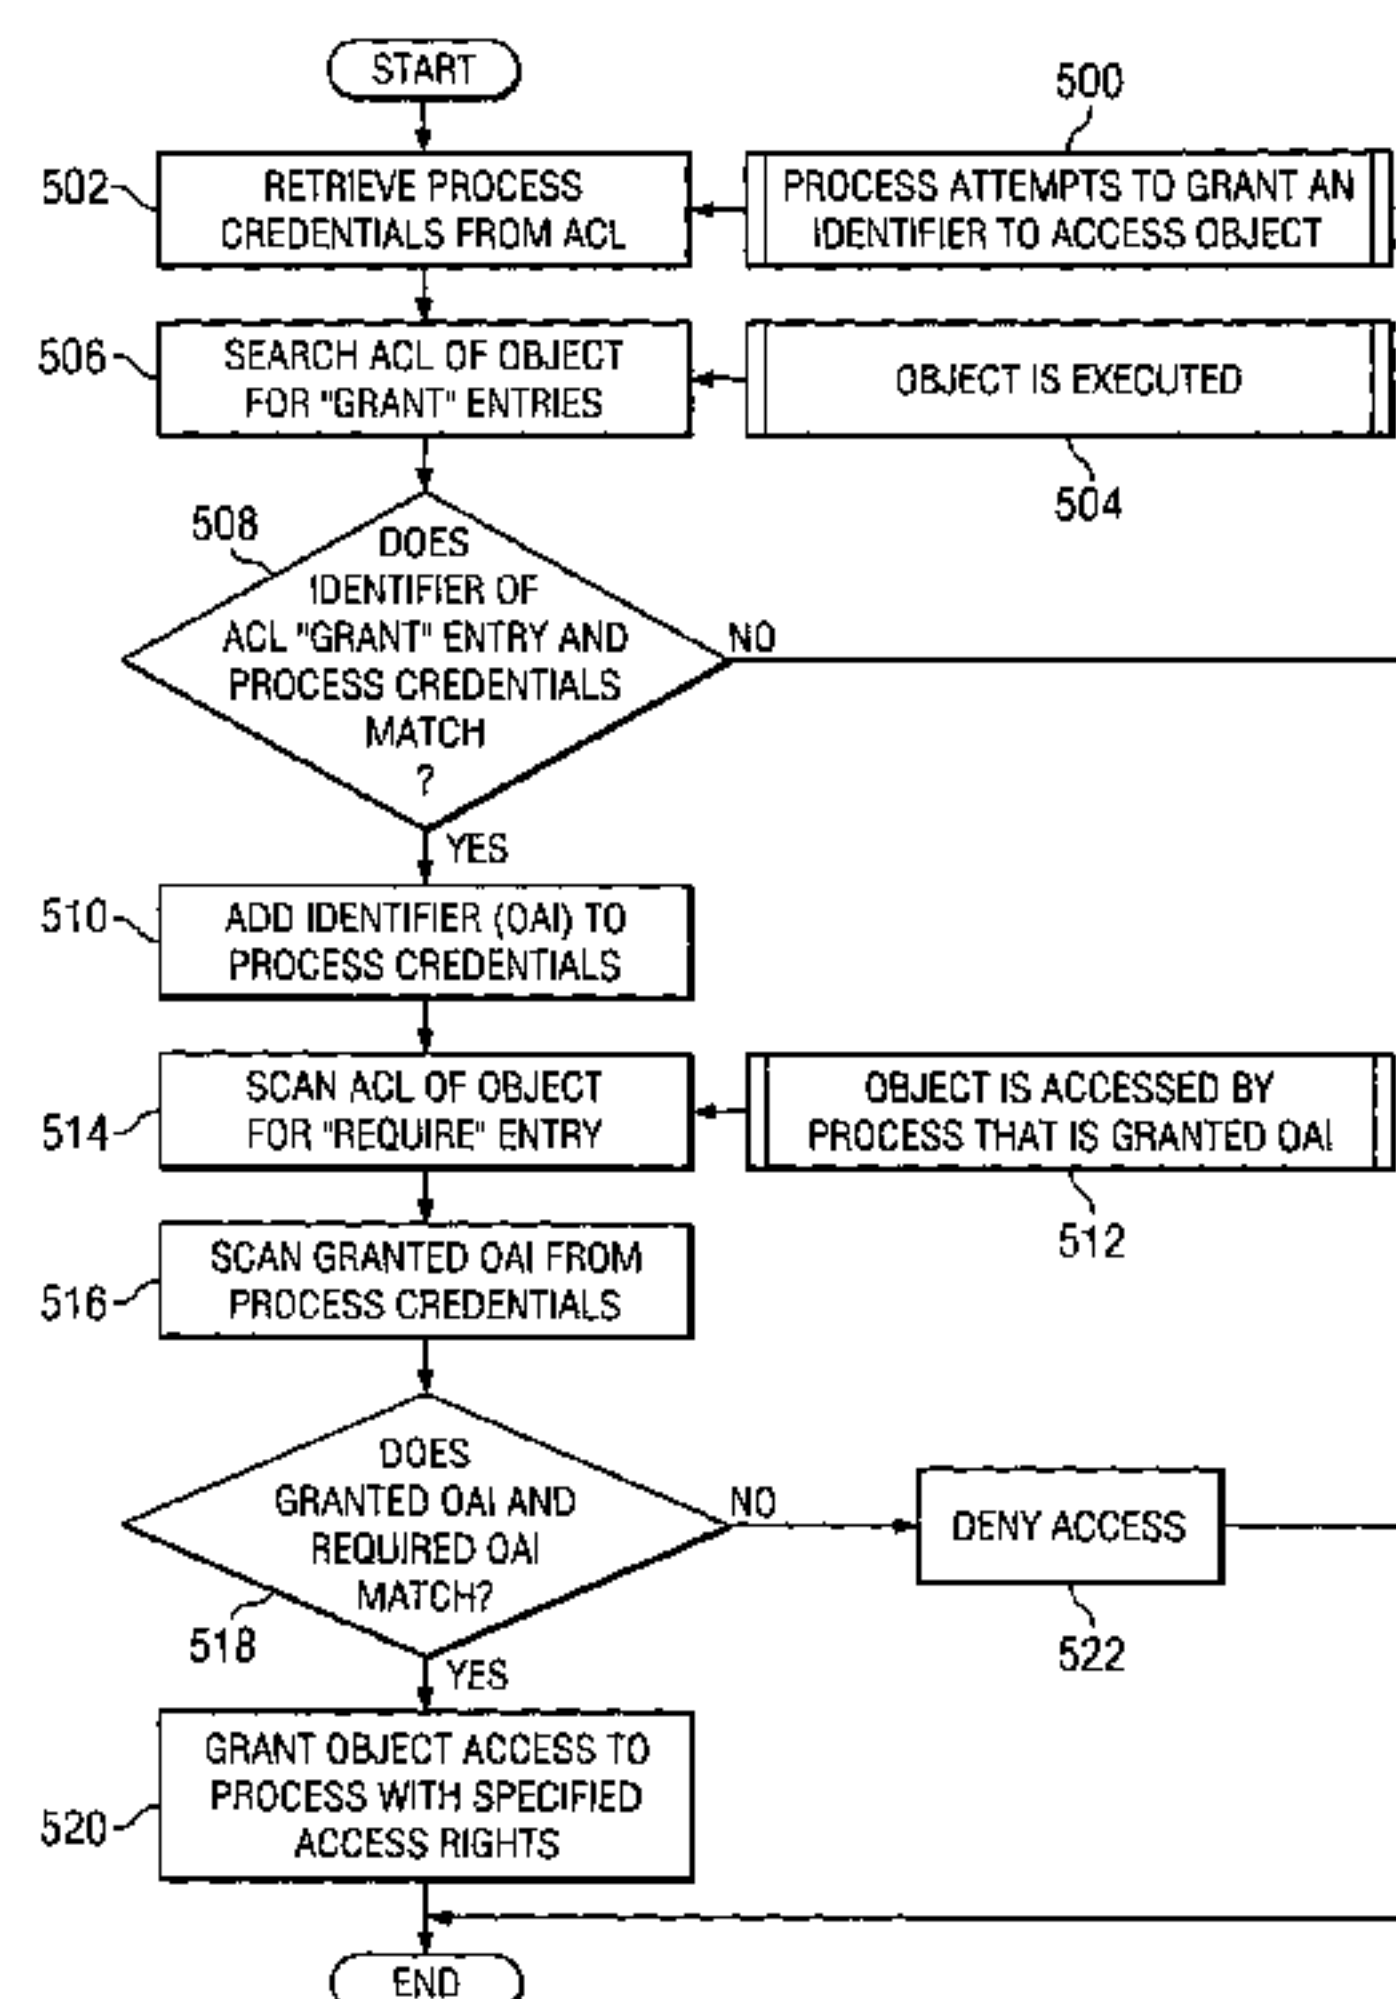 START
500
502
RETRIEVE PROCESS
CREDENTIALS FROM ACL
PROCESS ATTEMPTS TO GRANT AN
IDENTIFIER TO ACCESS OBJECT
506
SEARCH ACL OF OBJECT
FOR "GRANT" ENTRIES
OBJECT IS EXECUTED
504
508
DOES
IDENTIFIER OF
ACL "GRANT" ENTRY AND
PROCESS CREDENTIALS
MATCH
?
NO
YES
510
ADD IDENTIFIER (OAI) TO
PROCESS CREDENTIALS
514
SCAN ACL OF OBJECT
FOR "REQUIRE" ENTRY
OBJECT IS ACCESSED BY
PROCESS THAT IS GRANTED OAI
512
516
SCAN GRANTED OAI FROM
PROCESS CREDENTIALS
DOES
GRANTED OAI AND
REQUIRED OAI
MATCH?
518
NO
DENY ACCESS
522
YES
520
GRANT OBJECT ACCESS TO
PROCESS WITH SPECIFIED
ACCESS RIGHTS
END